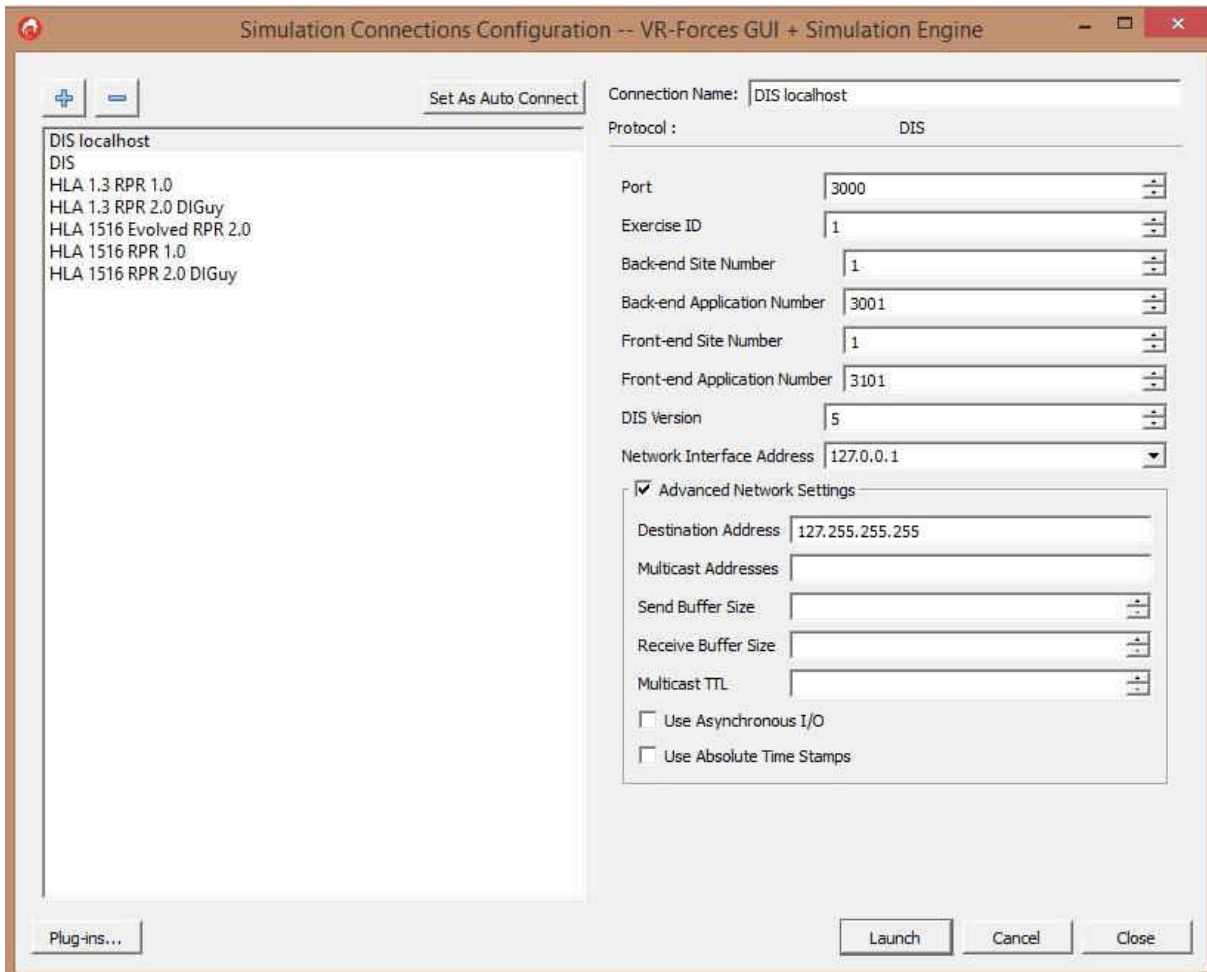 Simulation Connections Configuration -- VR-Forces GUI + Simulation Engine
Set As Auto Connect
DIS localhost
DIS
HLA 1.3 RPR 1.0
HLA 1.3 RPR 2.0 DIGuy
HLA 1516 Evolved RPR 2.0
HLA 1516 RPR 1.0
HLA 1516 RPR 2.0 DIGuy
Connection Name: DIS localhost
Protocol : DIS
Port 3000
Exercise ID 1
Back-end Site Number 1
Back-end Application Number 3001
Front-end Site Number 1
Front-end Application Number 3101
DIS Version 5
Network Interface Address 127.0.0.1
Advanced Network Settings
Destination Address 127.255.255.255
Multicast Addresses
Send Buffer Size
Receive Buffer Size
Multicast TTL
Use Asynchronous I/O
Use Absolute Time Stamps
Plug-ins... Launch Cancel Close